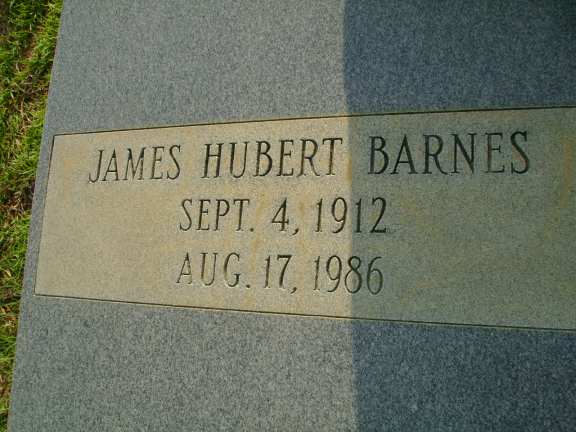 JAMES HUBERT BARNES
SEPT. 4, 1912
AUG. 17, 1986